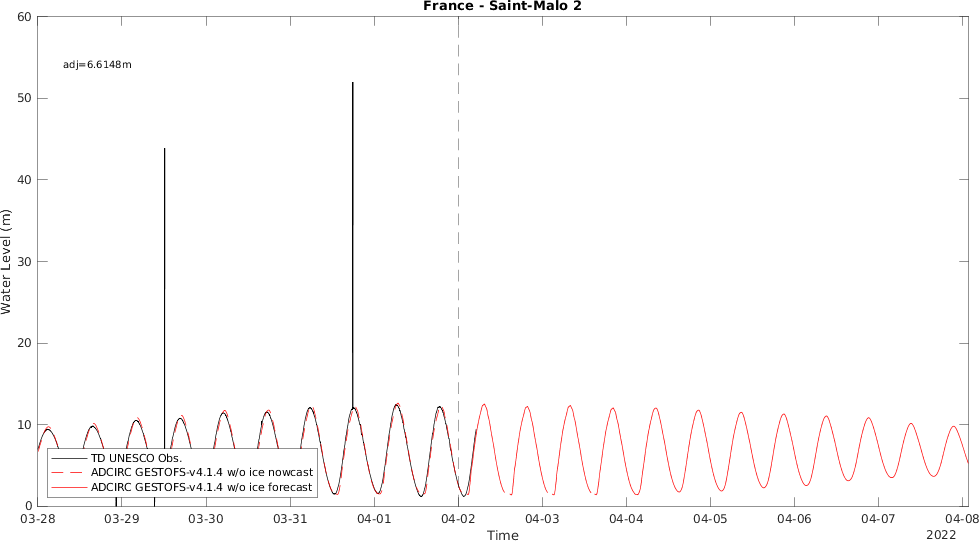 France - Saint-Malo 2
60
adj=6.6148m
50
40
30
20
10
0
Water Level (m)
TD UNESCO Obs.
ADCIRC GESTOFS-v4.1.4 w/o ice nowcast
ADCIRC GESTOFS-v4.1.4 w/o ice forecast
03-28 03-29 03-30 03-31 04-01 04-02 04-03 04-04 04-05 04-06 04-07 04-08
Time
2022